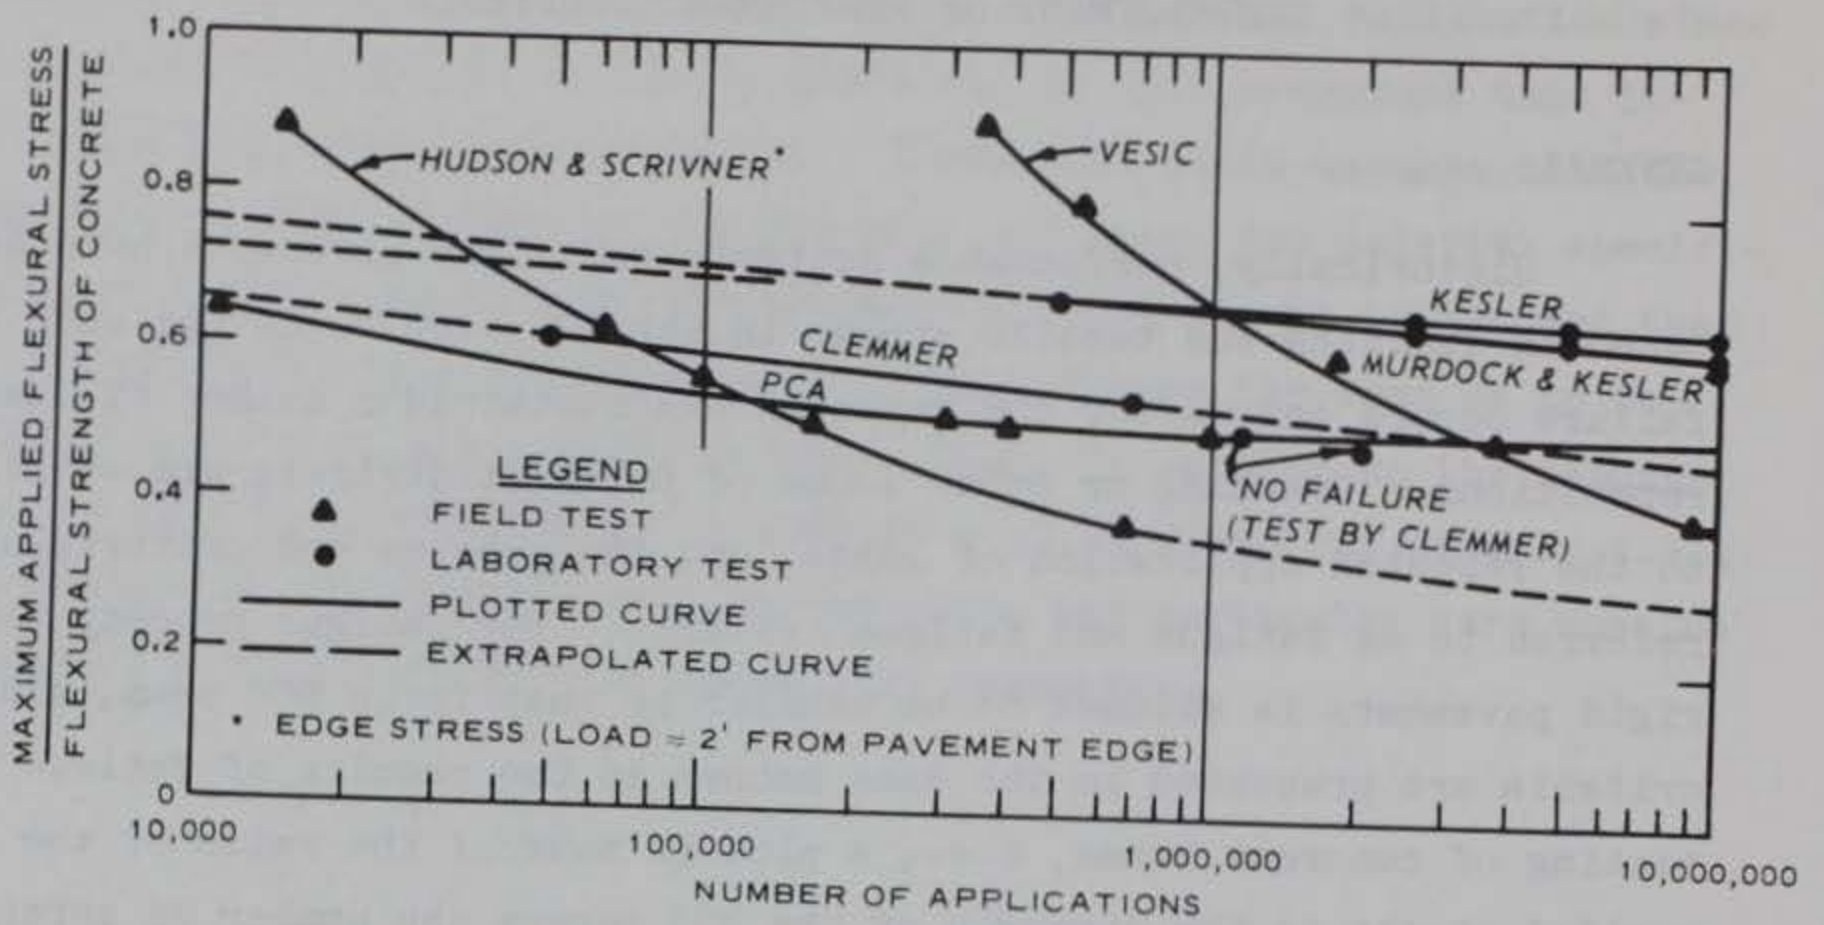 MAXIMUM APPLIED FLEXURAL STRESS
FLEXURAL STRENGTH OF CONCRETE
1.0
0.8
0.6
0.4
0.2
0
HUDSON & SCRIVNER*
VESIC
KESLER
CLEMMER
MURDOCK & KESLER
PCA
NO FAILURE
(TEST BY CLEMMER)
LEGEND
FIELD TEST
LABORATORY TEST
PLOTTED CURVE
EXTRAPOLATED CURVE
* EDGE STRESS (LOAD ≈ 2' FROM PAVEMENT EDGE)
10,000
100,000
1,000,000
10,000,000
NUMBER OF APPLICATIONS